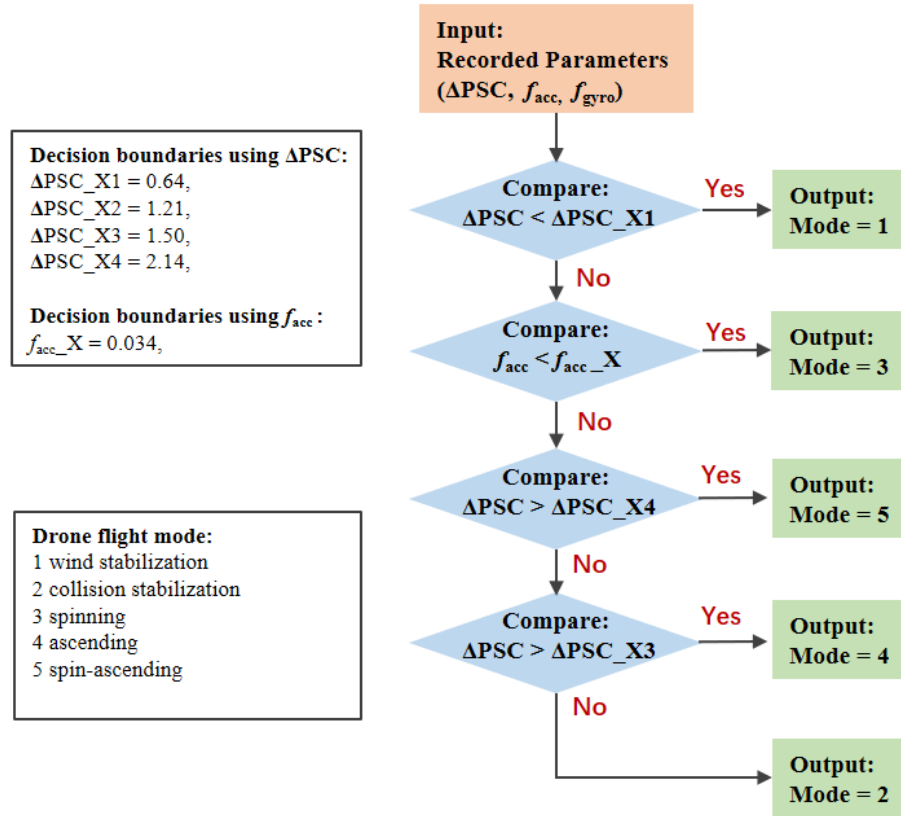 Input:
Recorded Parameters
(ΔPSC, facc, fgyro)
Decision boundaries using ΔPSC:
ΔPSC_X1 = 0.64,
ΔPSC_X2 = 1.21,
ΔPSC_X3 = 1.50,
ΔPSC_X4 = 2.14,
Decision boundaries using facc :
facc_X = 0.034,
Compare:
ΔPSC < ΔPSC_X1
Yes
Output:
Mode = 1
No
Compare:
facc < facc_X
Yes
Output:
Mode = 3
No
Compare:
ΔPSC > ΔPSC_X4
Yes
Output:
Mode = 5
No
Drone flight mode:
1 wind stabilization
2 collision stabilization
3 spinning
4 ascending
5 spin-ascending
Compare:
ΔPSC > ΔPSC_X3
Yes
Output:
Mode = 4
No
Output:
Mode = 2